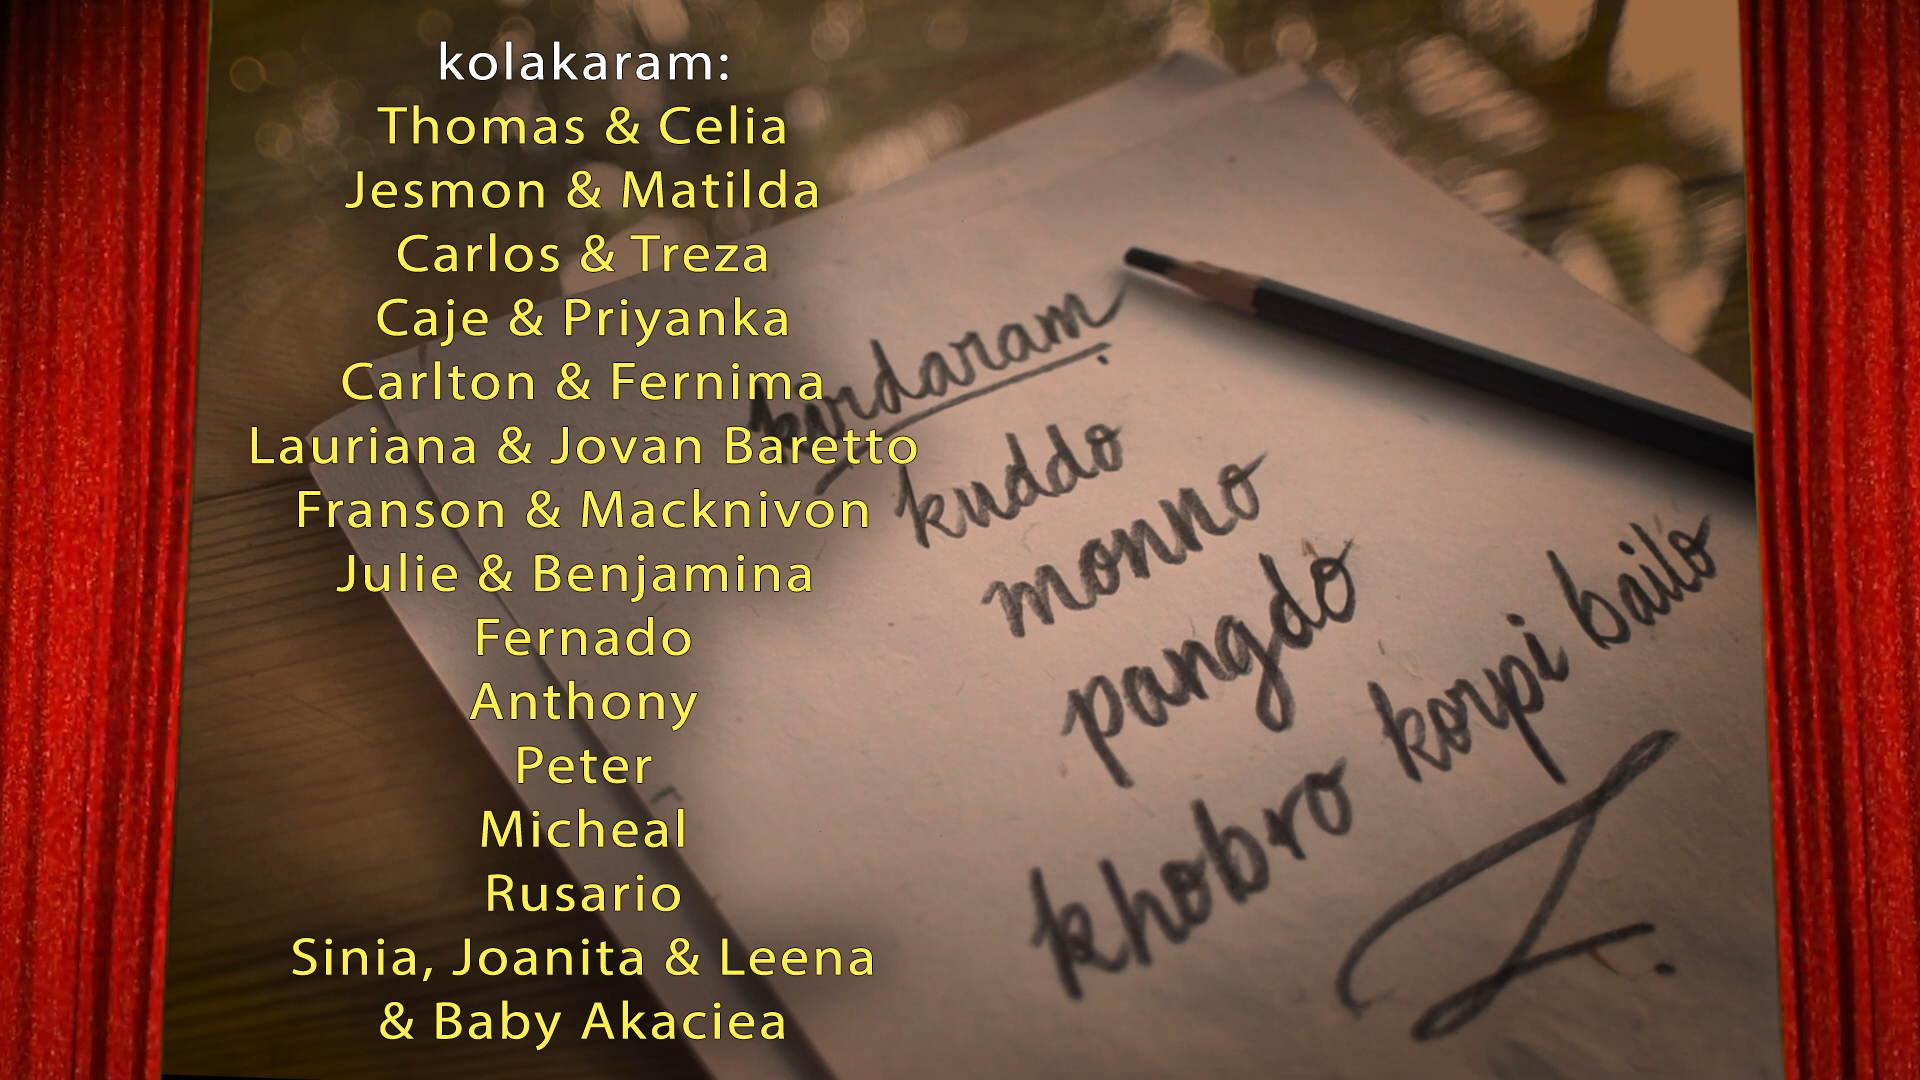 kolakaram:
Thomas & Celia
Jesmon & Matilda
Carlos & Treza
Caje & Priyanka
Carlton & Fernima
Lauriana & Jovan Baretto
Franson & Macknivon
Julie & Benjamina
Fernado
Anthony
Peter
Micheal
Rusario
Sinia, Joanita & Leena
& Baby Akaciea
kuddo
monno
pangdo
khobro korpi bailo